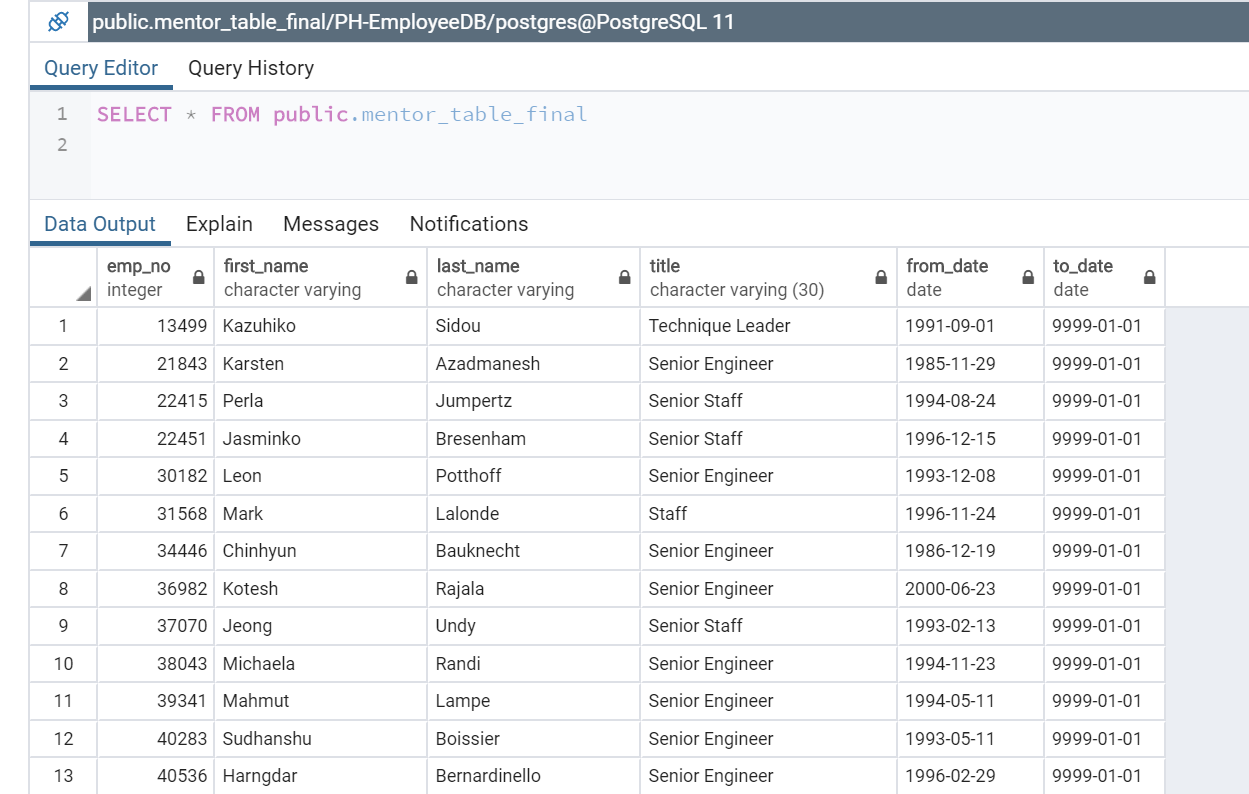 public.mentor_table_final/PH-EmployeeDB/postgres@PostgreSQL 11
Query Editor Query History
1 SELECT * FROM public.mentor_table_final
2
Data Output Explain Messages Notifications
emp_no first_name last_name title from_date to_date
integer character varying character varying character varying (30) date date
1 13499 Kazuhiko Sidou Technique Leader 1991-09-01 9999-01-01
2 21843 Karsten Azadmanesh Senior Engineer 1985-11-29 9999-01-01
3 22415 Perla Jumpertz Senior Staff 1994-08-24 9999-01-01
4 22451 Jasminko Bresenham Senior Staff 1996-12-15 9999-01-01
5 30182 Leon Potthoff Senior Engineer 1993-12-08 9999-01-01
6 31568 Mark Lalonde Staff 1996-11-24 9999-01-01
7 34446 Chinhyun Bauknecht Senior Engineer 1986-12-19 9999-01-01
8 36982 Kotesh Rajala Senior Engineer 2000-06-23 9999-01-01
9 37070 Jeong Undy Senior Staff 1993-02-13 9999-01-01
10 38043 Michaela Randi Senior Engineer 1994-11-23 9999-01-01
11 39341 Mahmut Lampe Senior Engineer 1994-05-11 9999-01-01
12 40283 Sudhanshu Boissier Senior Engineer 1993-05-11 9999-01-01
13 40536 Harngdar Bernardinello Senior Engineer 1996-02-29 9999-01-01